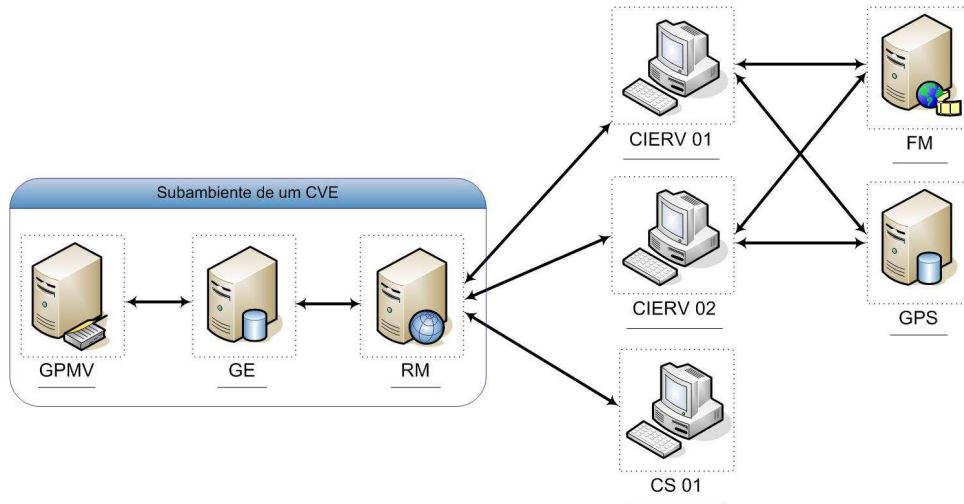 CIERV 01
FM
Subambiente de um CVE
CIERV 02
GPS
GPMV
GE
RM
CS 01